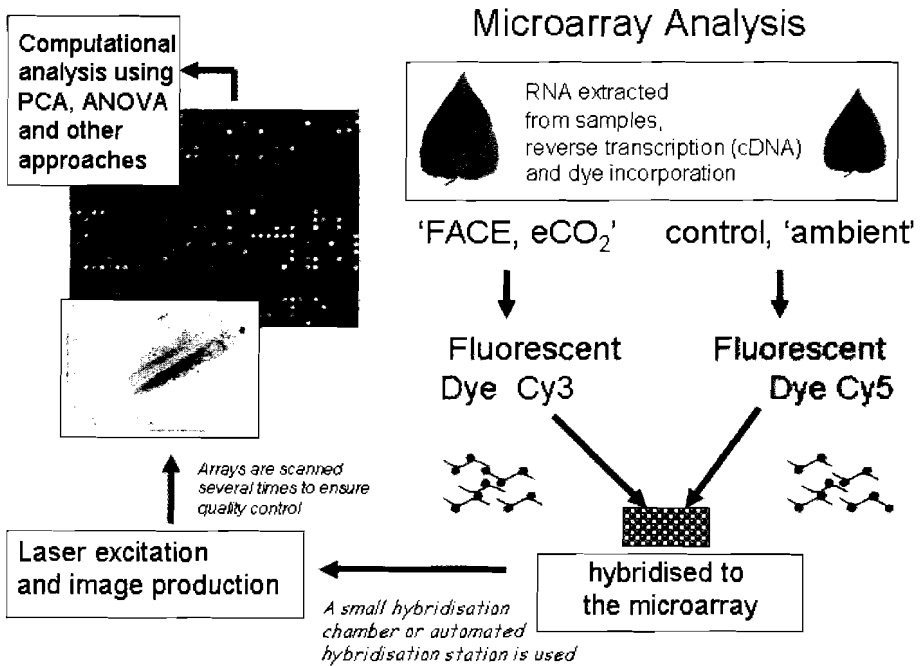 Microarray Analysis
RNA extracted
from samples,
reverse transcription (cDNA)
and dye incorporation
'FACE, eCO₂'
control, 'ambient'
Fluorescent
Dye Cy3
Fluorescent
Dye Cy5
hybridised to
the microarray
A small hybridisation
chamber or automated
hybridisation station is used
Laser excitation
and image production
Arrays are scanned
several times to ensure
quality control
Computational
analysis using
PCA, ANOVA
and other
approaches